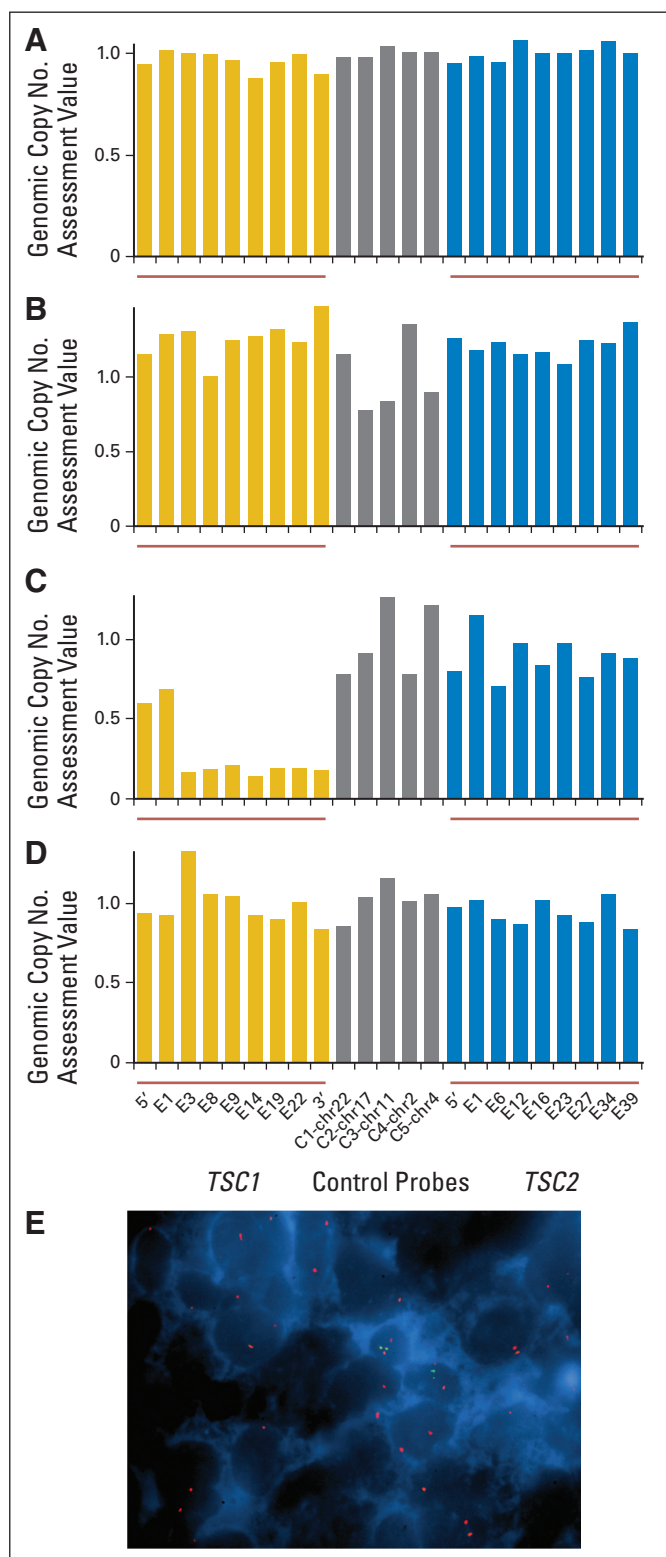 A
Genomic Copy No.
Assessment Value
1.0
0.5
0
B
Genomic Copy No.
Assessment Value
1.0
0.5
0
C
Genomic Copy No.
Assessment Value
1.0
0.5
0
D
Genomic Copy No.
Assessment Value
1.0
0.5
0
5′
E1
E3
E8
E9
E14
E19
E22
3′
C1-chr22
C2-chr17
C3-chr11
C4-chr2
C5-chr4
5′
E1
E6
E12
E16
E23
E27
E34
E39
TSC1 Control Probes TSC2
E